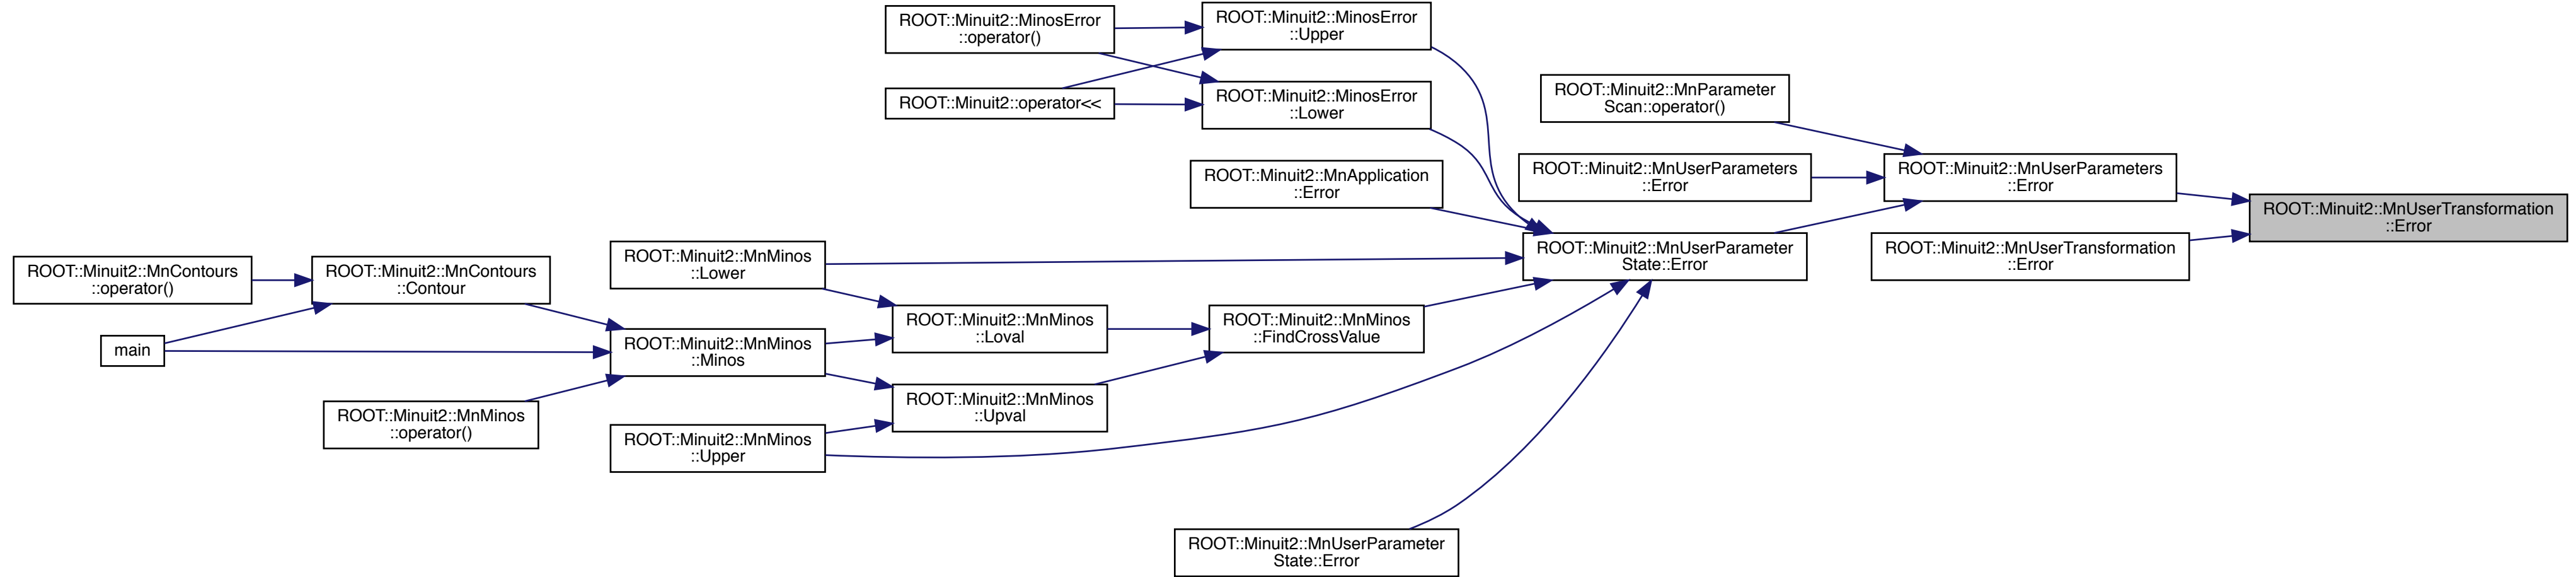 ROOT::Minuit2::MinosError
::operator()
ROOT::Minuit2::MinosError
::Upper
ROOT::Minuit2::operator<<
ROOT::Minuit2::MinosError
::Lower
ROOT::Minuit2::MnParameter
Scan::operator()
ROOT::Minuit2::MnApplication
::Error
ROOT::Minuit2::MnUserParameters
::Error
ROOT::Minuit2::MnUserParameters
::Error
ROOT::Minuit2::MnUserTransformation
::Error
ROOT::Minuit2::MnContours
::operator()
ROOT::Minuit2::MnContours
::Contour
ROOT::Minuit2::MnMinos
::Lower
ROOT::Minuit2::MnUserParameter
State::Error
ROOT::Minuit2::MnUserTransformation
::Error
main
ROOT::Minuit2::MnMinos
::Minos
ROOT::Minuit2::MnMinos
::Loval
ROOT::Minuit2::MnMinos
::FindCrossValue
ROOT::Minuit2::MnMinos
::operator()
ROOT::Minuit2::MnMinos
::Upper
ROOT::Minuit2::MnMinos
::Upval
ROOT::Minuit2::MnUserParameter
State::Error